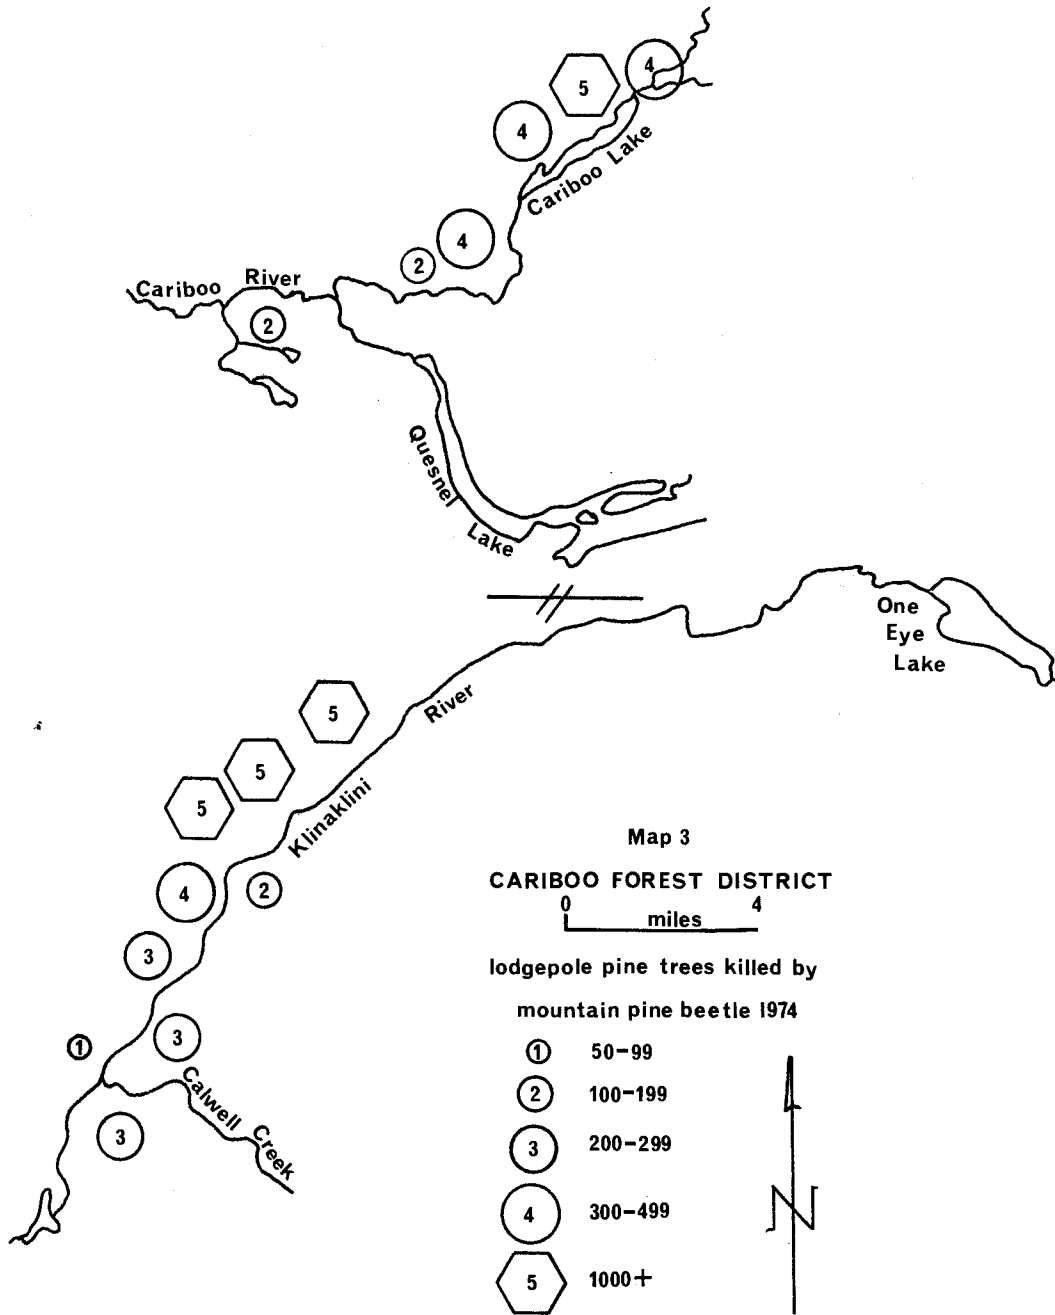 4
5
4
Cariboo Lake
4
2
Cariboo River
2
Quesnel Lake
One
Eye
Lake
River
5
5
5
Klinaklini
4
2
3
1
3
Calwell Creek
3
Map 3
CARIBOO FOREST DISTRICT
0 4
miles
lodgepole pine trees killed by
mountain pine beetle 1974
1 50-99
2 100-199
3 200-299
4 300-499
5 1000+
N